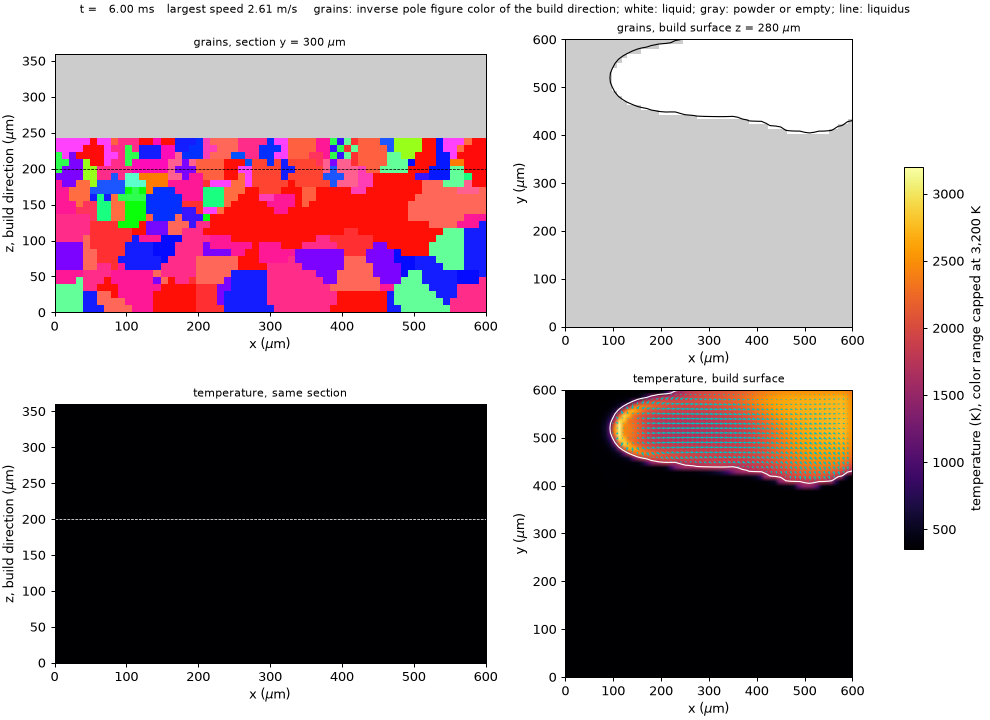 t =    6.00 ms    largest speed 2.61 m/s     grains: inverse pole figure color of the build direction; white: liquid; gray: powder or empty; line: liquidus
grains, section y = 300 μm
z, build direction (μm)
350
300
250
200
150
100
50
0
0 100 200 300 400 500 600
x (μm)
grains, build surface z = 280 μm
y (μm)
600
500
400
300
200
100
0
0 100 200 300 400 500 600
x (μm)
temperature, same section
z, build direction (μm)
350
300
250
200
150
100
50
0
0 100 200 300 400 500 600
x (μm)
temperature, build surface
y (μm)
600
500
400
300
200
100
0
0 100 200 300 400 500 600
x (μm)
3000
2500
2000
1500
1000
500
temperature (K), color range capped at 3,200 K